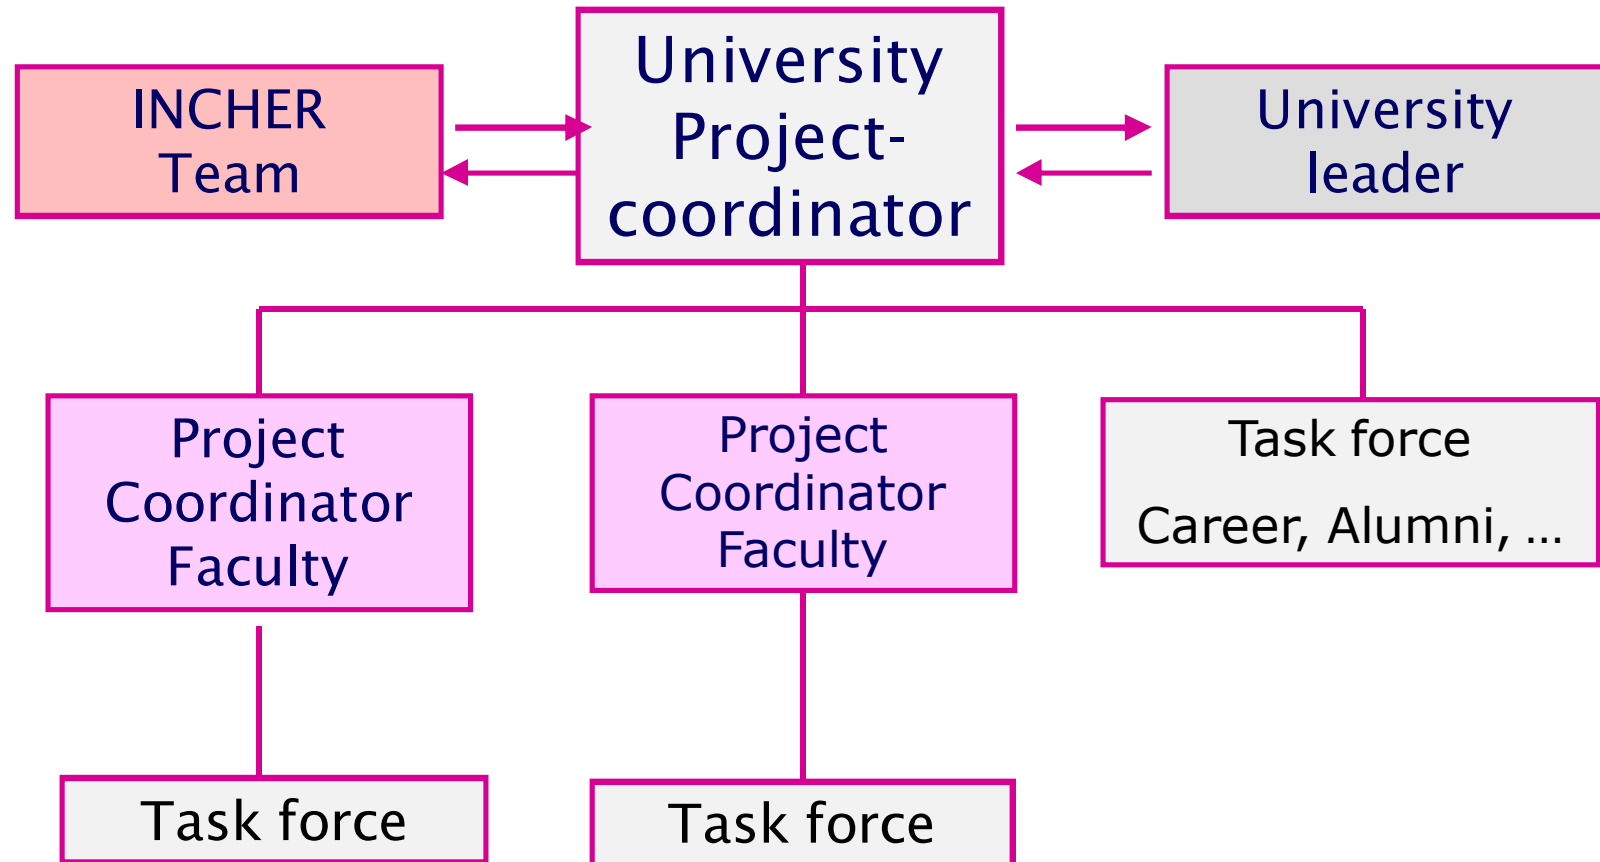 INCHER
Team
University
Project-
coordinator
University
leader
Project
Coordinator
Faculty
Project
Coordinator
Faculty
Task force
Career, Alumni, ...
Task force
Task force